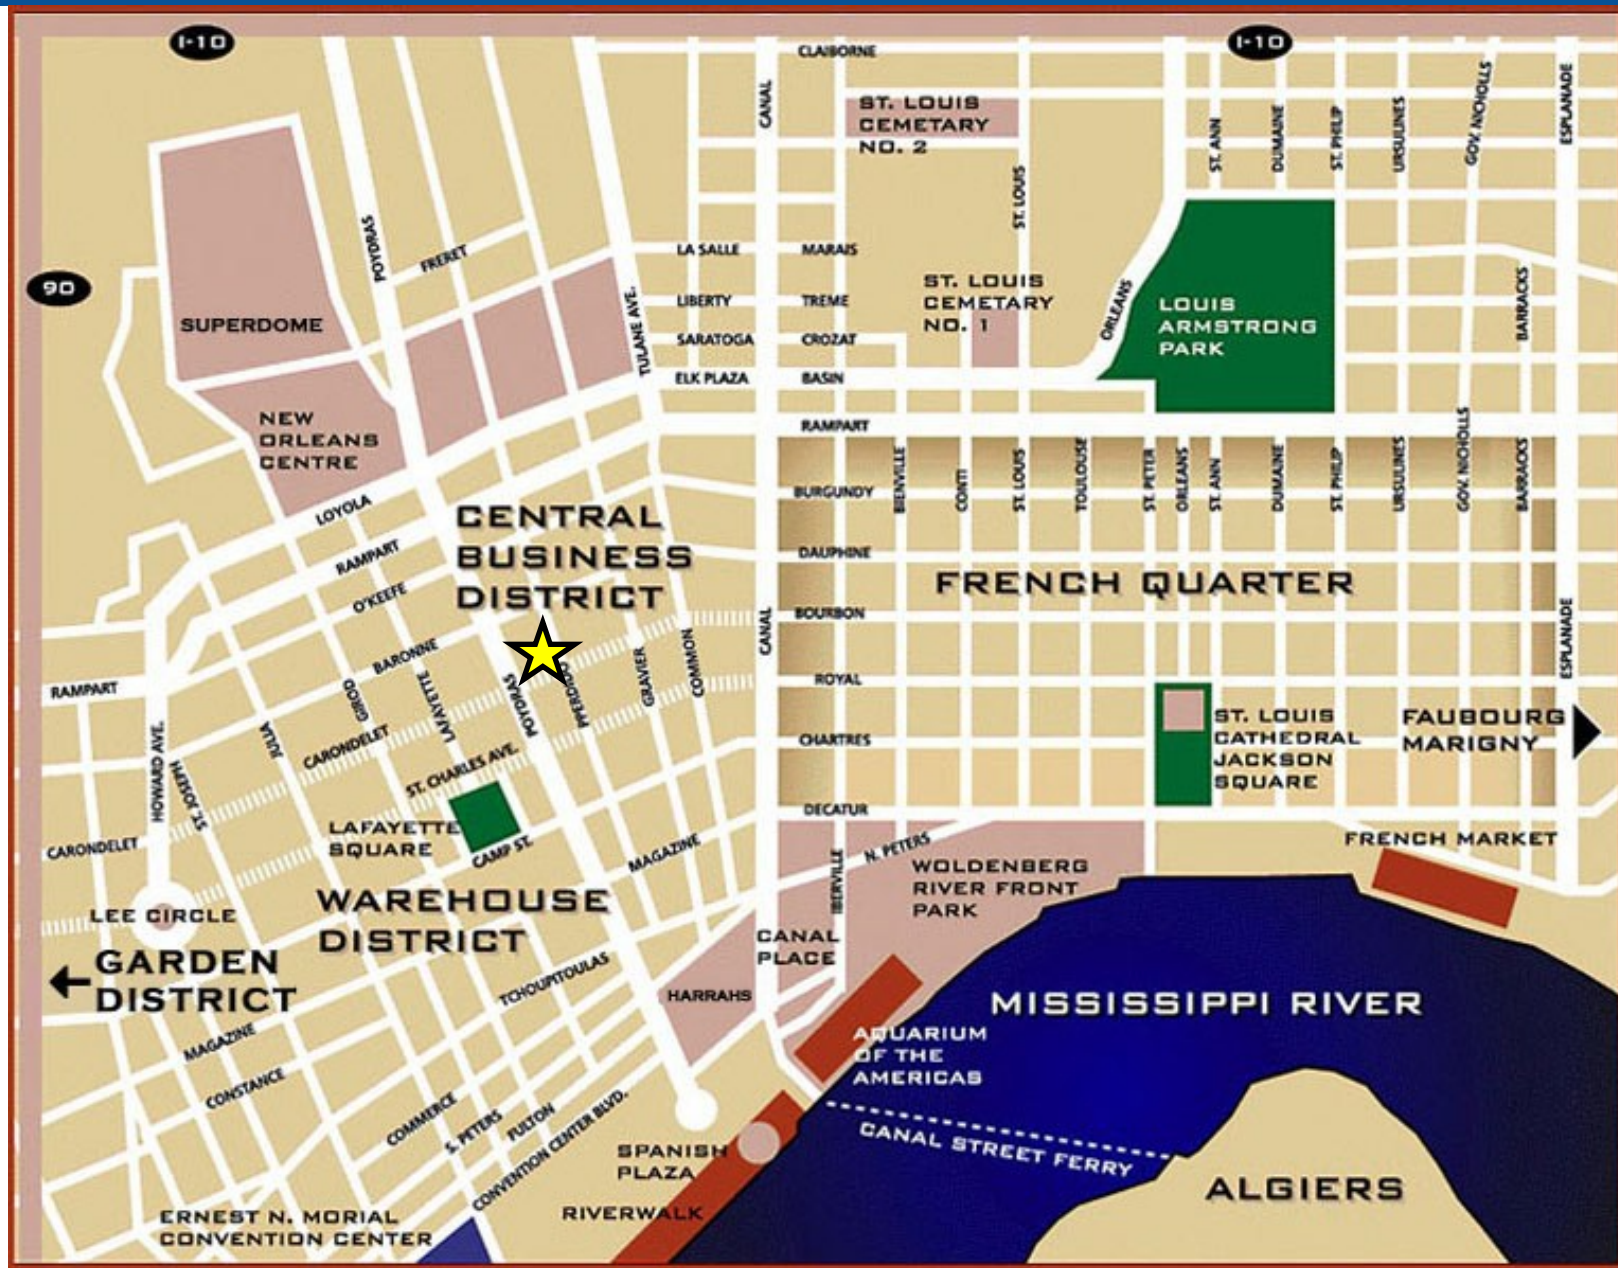 I-10
I-10
CLAIBORNE
CANAL
ST. LOUIS
CEMETARY
NO. 2
ST. ANN
DUMAINE
ST. PHILIP
URSULINES
GOV. NICHOLLS
ESPLANADE
ST. LOUIS
POYDRAS
FRERET
LA SALLE
MARAIS
90
ST. LOUIS
CEMETARY
NO. 1
LIBERTY
TREME
ORLEANS
LOUIS
ARMSTRONG
PARK
BARRACKS
SUPERDOME
TULANE AVE.
SARATOGA
CROZAT
ELK PLAZA
BASIN
NEW
ORLEANS
CENTRE
RAMPART
BIENVILLE
CONTI
ST. LOUIS
TOULOUSE
ST. PETER
ORLEANS
ST. ANN
DUMAINE
ST. PHILIP
URSULINES
GOV. NICHOLLS
BARRACKS
LOYOLA
BURGUNDY
CENTRAL
BUSINESS
DISTRICT
RAMPART
DAUPHINE
O'KEEFE
FRENCH QUARTER
BOURBON
CANAL
ESPLANADE
BARONNE
RAMPART
GIROD
LAFAYETTE
POYDRAS
GRAVIER
COMMON
ROYAL
HOWARD AVE.
ST. JOSEPH
JULIA
CARONDELET
ST. CHARLES AVE.
CHARTRES
ST. LOUIS
CATHEDRAL
JACKSON
SQUARE
FAUBOURG
MARIGNY
DECATUR
LAFAYETTE
SQUARE
CAMP ST.
CARONDELET
MAGAZINE
N. PETERS
IBERVILLE
FRENCH MARKET
WOLDENBERG
RIVER FRONT
PARK
WAREHOUSE
DISTRICT
LEE CIRCLE
GARDEN
DISTRICT
CANAL
PLACE
TCHOUPITOULAS
HARRAHS
MISSISSIPPI RIVER
MAGAZINE
CONSTANCE
AQUARIUM
OF THE
AMERICAS
COMMERCE
S. PETERS
FULTON
CONVENTION CENTER BLVD.
CANAL STREET FERRY
SPANISH
PLAZA
RIVERWALK
ALGIERS
ERNEST N. MORIAL
CONVENTION CENTER